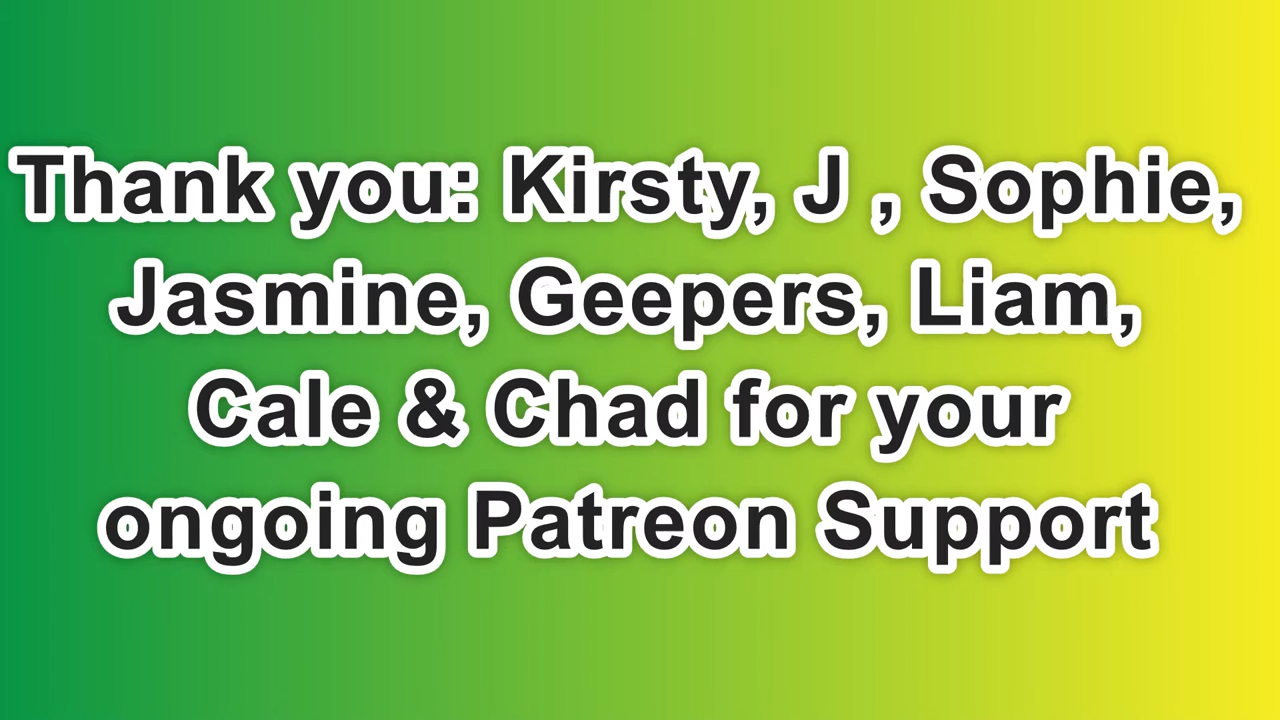 Thank you: Kirsty, J , Sophie,
Jasmine, Geepers, Liam,
Cale & Chad for your
ongoing Patreon Support